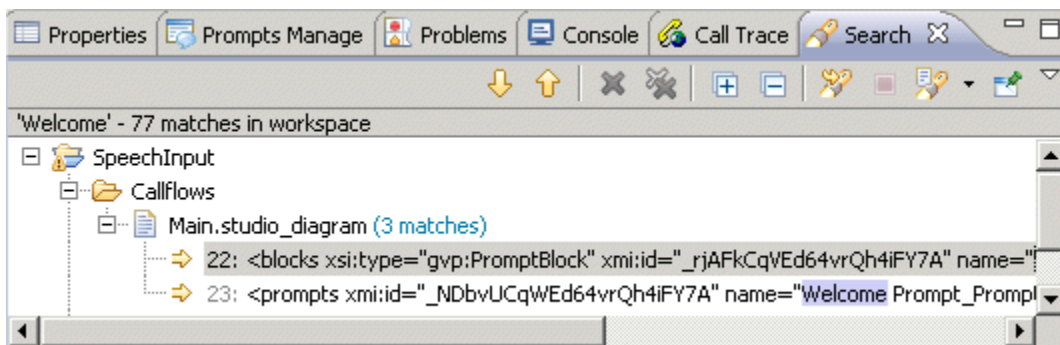 Properties Prompts Manage Problems Console Call Trace Search
'Welcome' - 77 matches in workspace
SpeechInput
Callflows
Main.studio_diagram (3 matches)
22: <blocks xsi:type="gvp:PromptBlock" xmi:id="_rjAFkCqVEd64vrQh4iFY7A" name="
23: <prompts xmi:id="_NDbvUCqWEd64vrQh4iFY7A" name="Welcome Prompt_Prompt